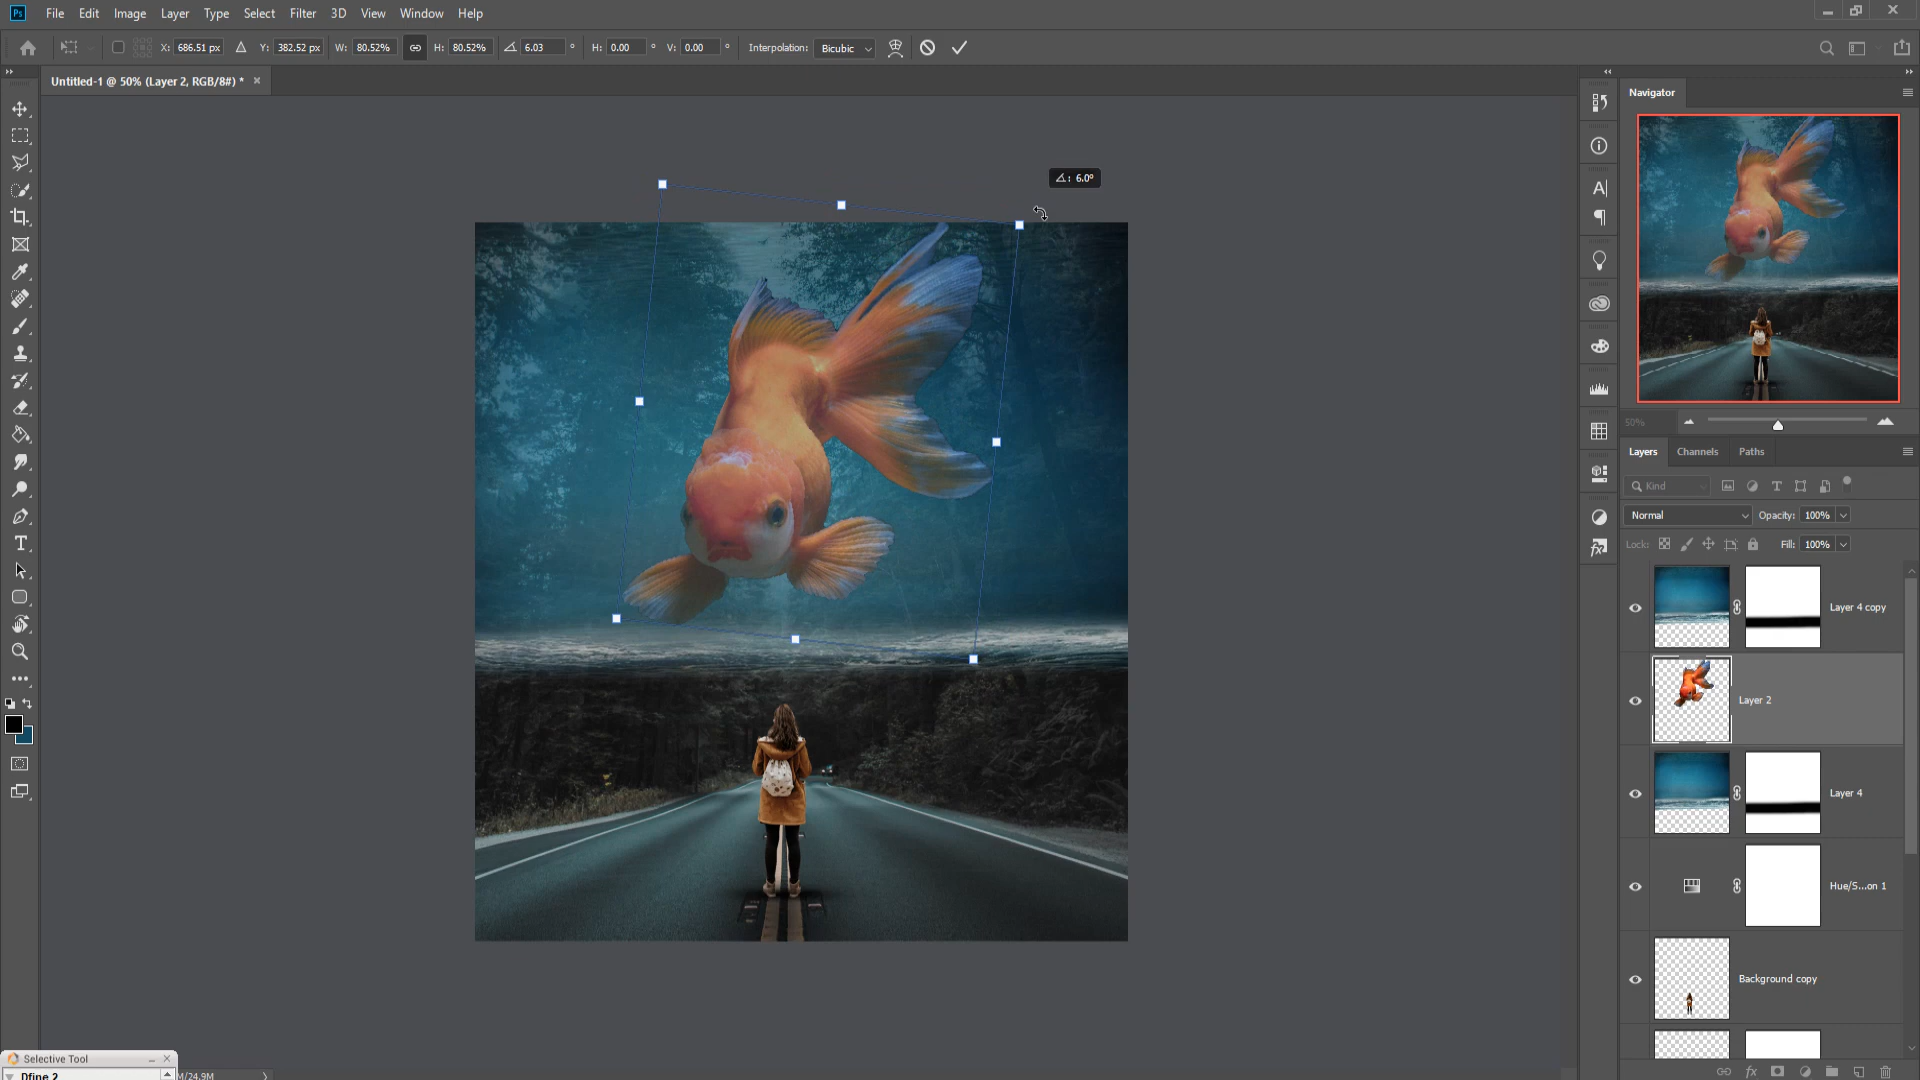 Ps File Edit Image Layer Type Select Filter 3D View Window Help
X: 686.51 px Y: 382.52 px W: 80.52% H: 80.52% 6.03 ° H: 0.00 ° V: 0.00 ° Interpolation: Bicubic
Untitled-1 @ 50% (Layer 2, RGB/8#) * ×
Navigator
6.0°
50%
Layers Channels Paths
Kind
Normal Opacity: 100%
Lock: Fill: 100%
Layer 4 copy
Layer 2
Layer 4
Hue/S...on 1
Background copy
Selective Tool
Dfine 2
M/24.9M